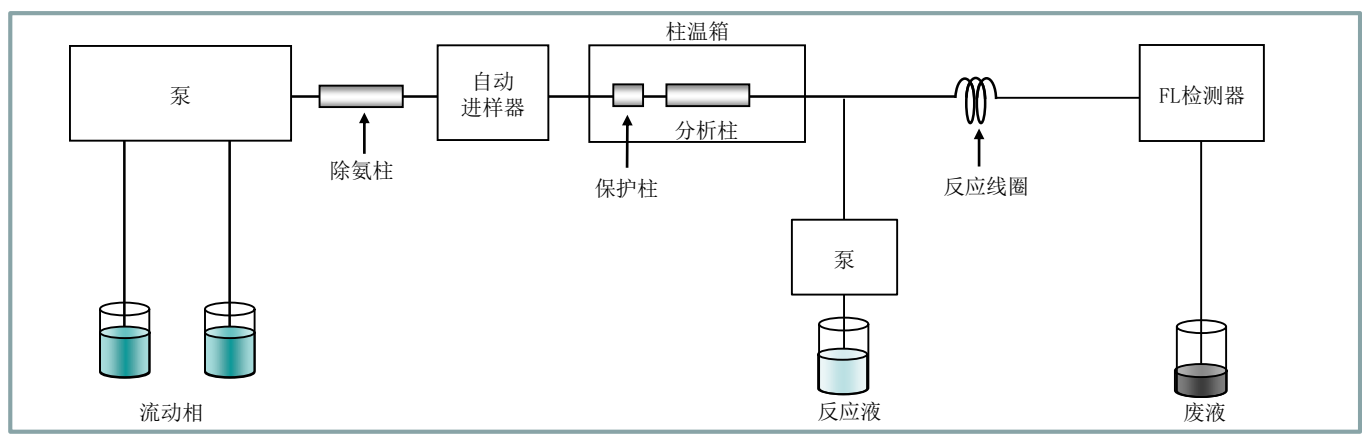 柱温箱
泵
自动
进样器
FL检测器
分析柱
除氨柱
保护柱
反应线圈
泵
流动相
反应液
废液